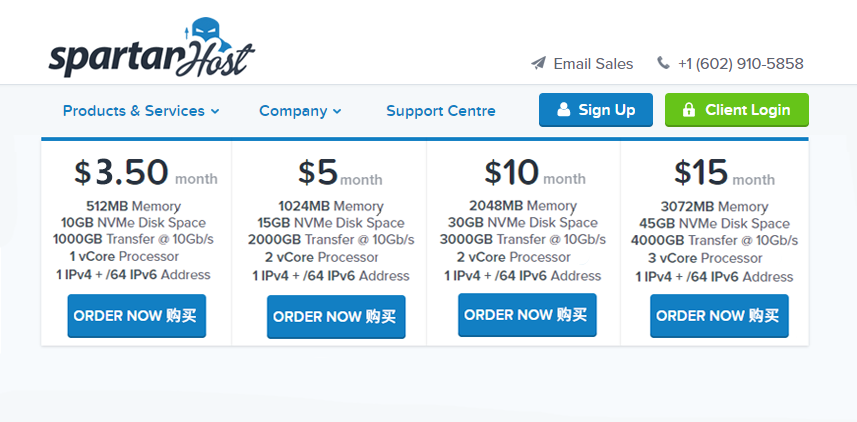 spartan Host
Email Sales
+1 (602) 910-5858
Products & Services
Company
Support Centre
Sign Up
Client Login
$3.50 month
512MB Memory
10GB NVMe Disk Space
1000GB Transfer @ 10Gb/s
1 vCore Processor
1 IPv4 + /64 IPv6 Address
ORDER NOW 购买
$5 month
1024MB Memory
15GB NVMe Disk Space
2000GB Transfer @ 10Gb/s
2 vCore Processor
1 IPv4 + /64 IPv6 Address
ORDER NOW 购买
$10 month
2048MB Memory
30GB NVMe Disk Space
3000GB Transfer @ 10Gb/s
2 vCore Processor
1 IPv4 + /64 IPv6 Address
ORDER NOW 购买
$15 month
3072MB Memory
45GB NVMe Disk Space
4000GB Transfer @ 10Gb/s
3 vCore Processor
1 IPv4 + /64 IPv6 Address
ORDER NOW 购买